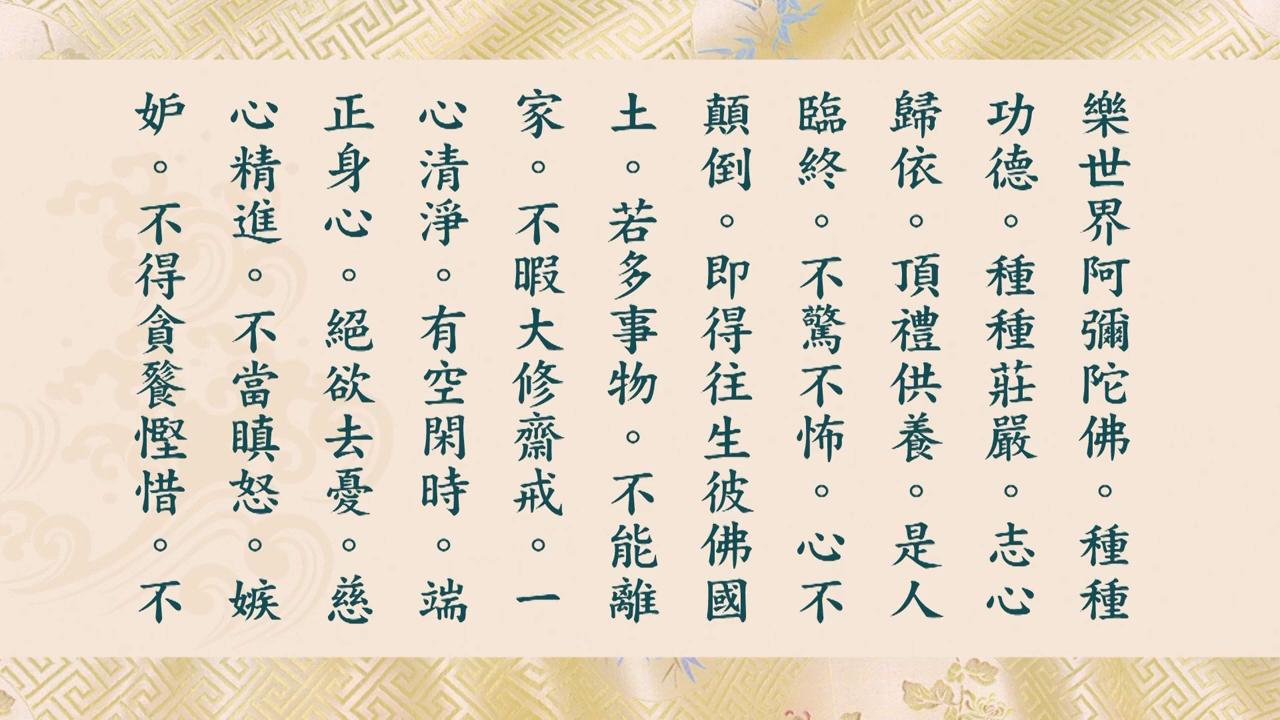 樂世界阿彌陀佛。種種
功德。種種莊嚴。志心
歸依。頂禮供養。是人
臨終。不驚不怖。心不
顛倒。即得往生彼佛國
土。若多事物。不能離
家。不暇大修齋戒。一
心清淨。有空閑時。端
正身心。絕欲去憂。慈
心精進。不當瞋怒。嫉
妒。不得貪餮慳惜。不